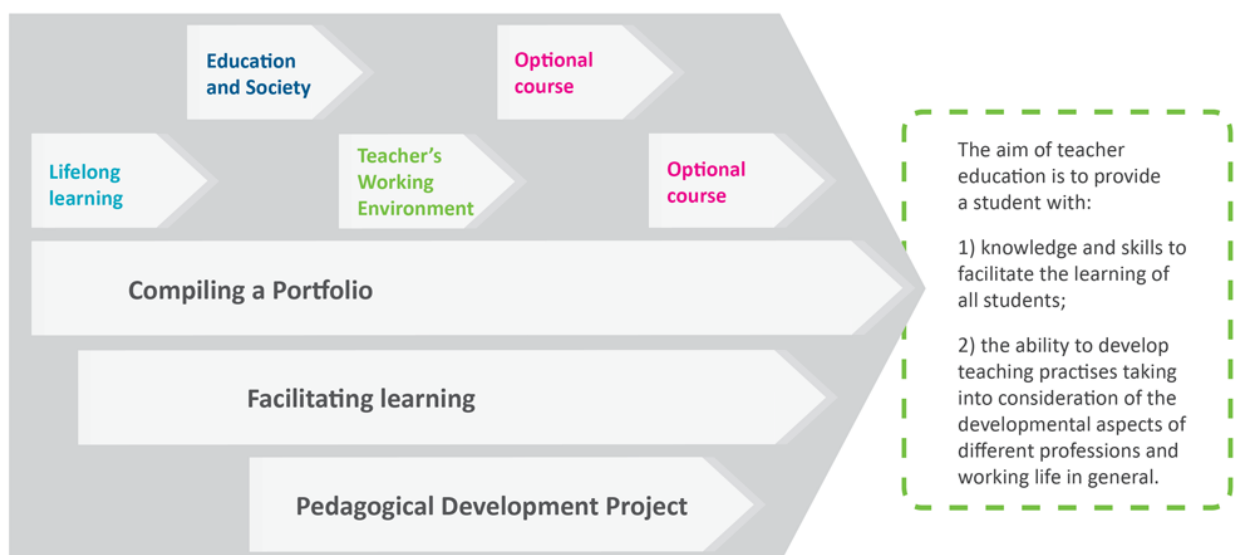 Education
and Society
Optional
course
Lifelong
learning
Teacher's
Working
Environment
Optional
course
Compiling a Portfolio
Facilitating learning
Pedagogical Development Project
The aim of teacher
education is to provide
a student with:
1) knowledge and skills to
facilitate the learning of
all students;
2) the ability to develop
teaching practises taking
into consideration of the
developmental aspects of
different professions and
working life in general.